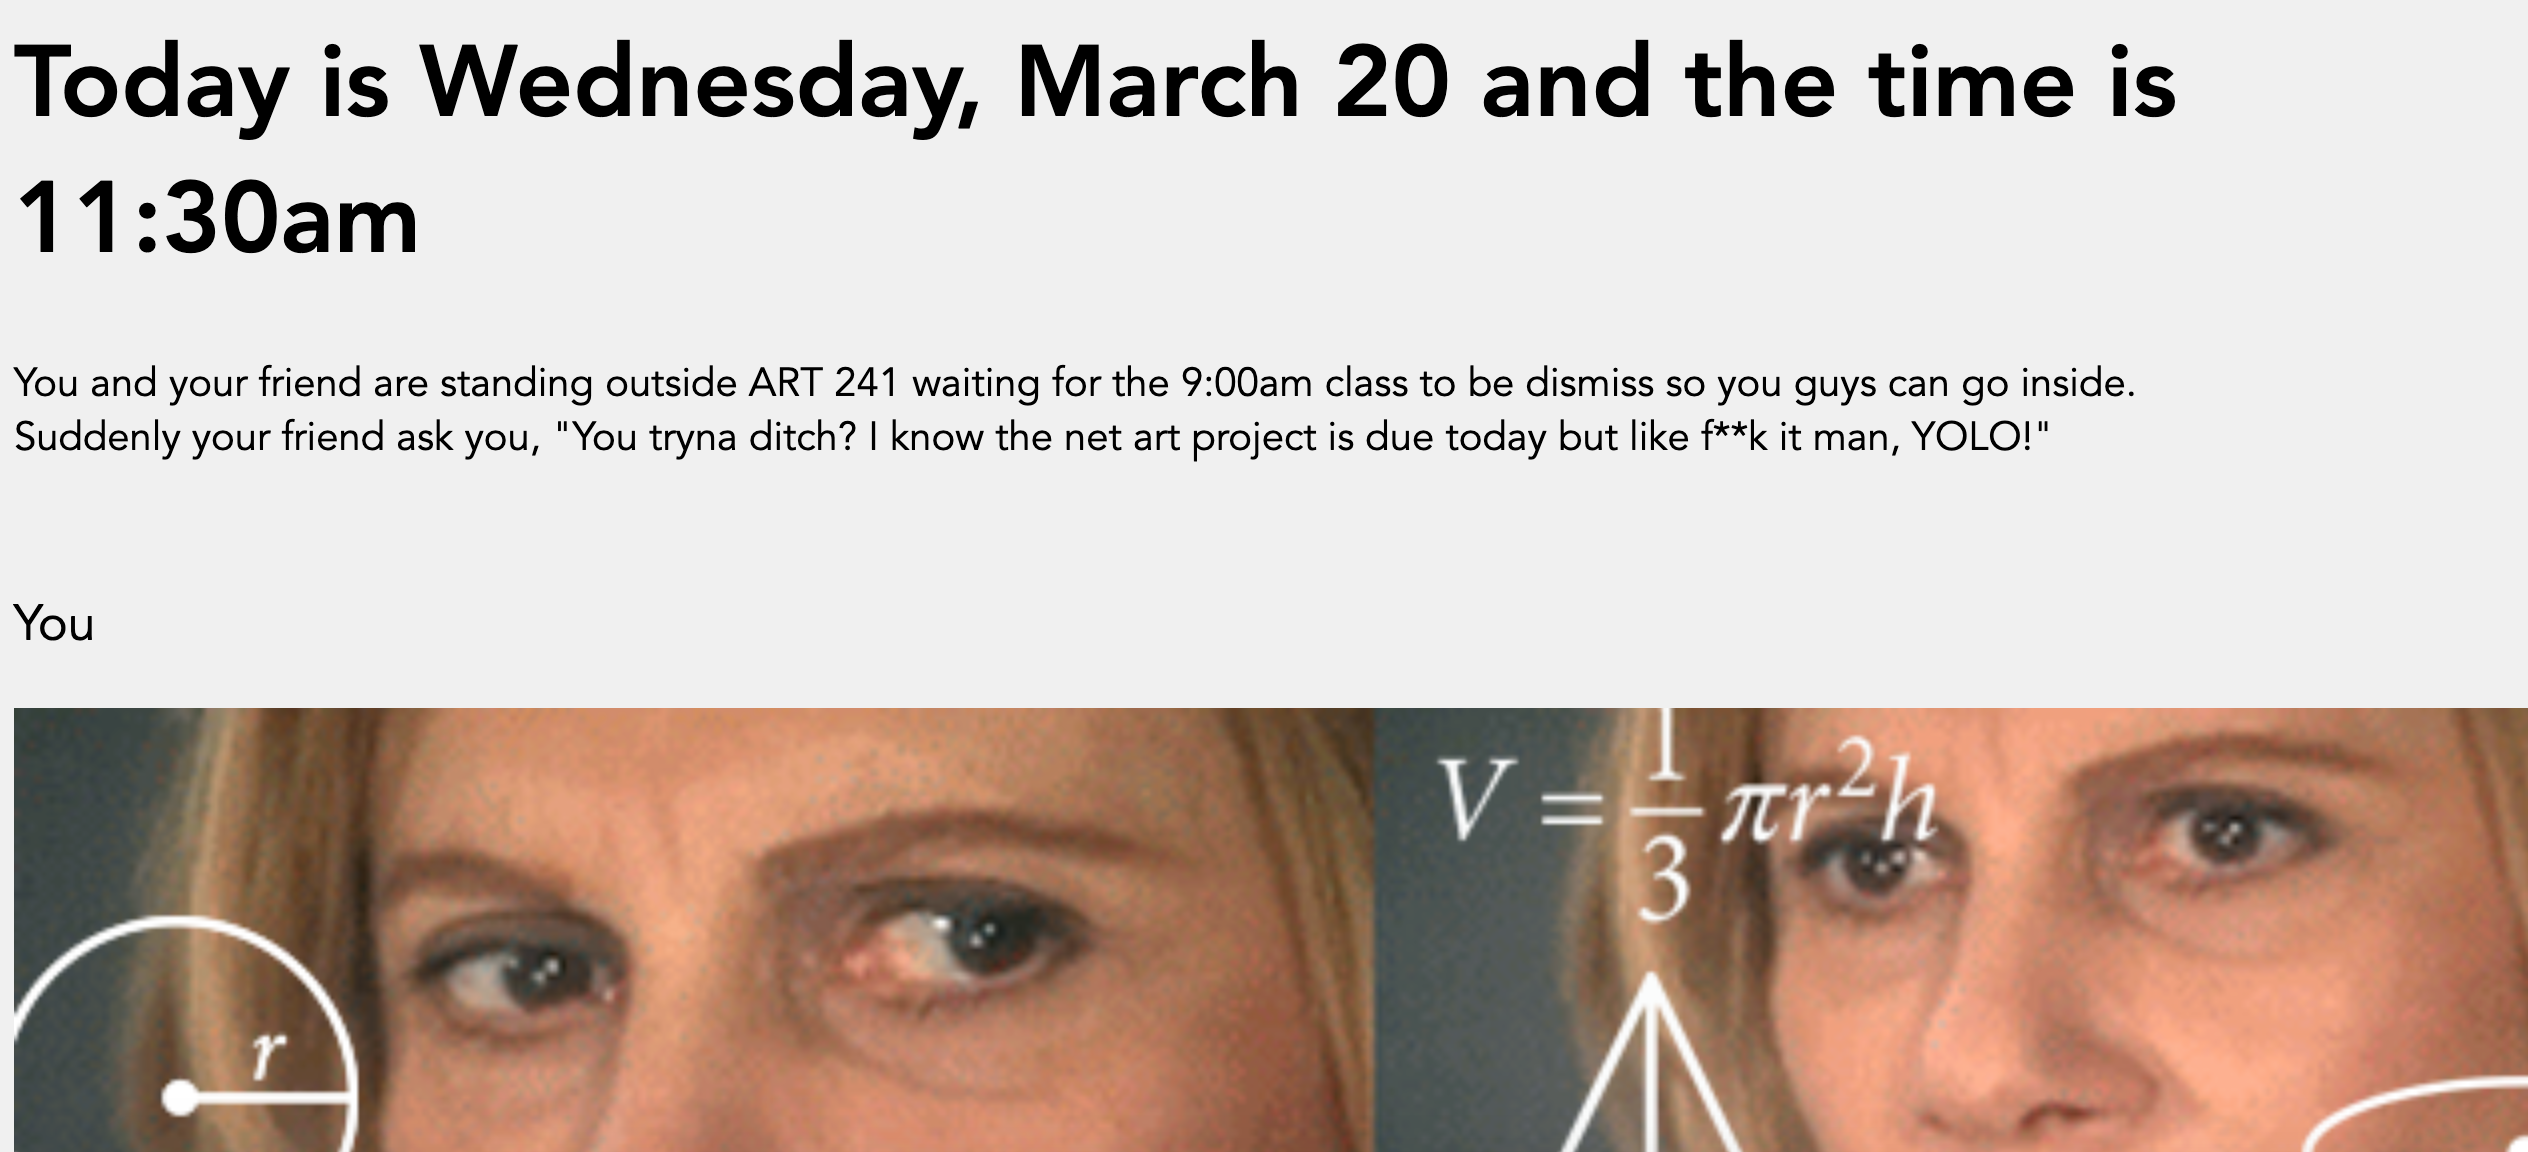 Today is Wednesday, March 20 and the time is
11:30am
You and your friend are standing outside ART 241 waiting for the 9:00am class to be dismiss so you guys can go inside.
Suddenly your friend ask you, "You tryna ditch? I know the net art project is due today but like f**k it man, YOLO!"
You
r
V = 1/3 πr²h